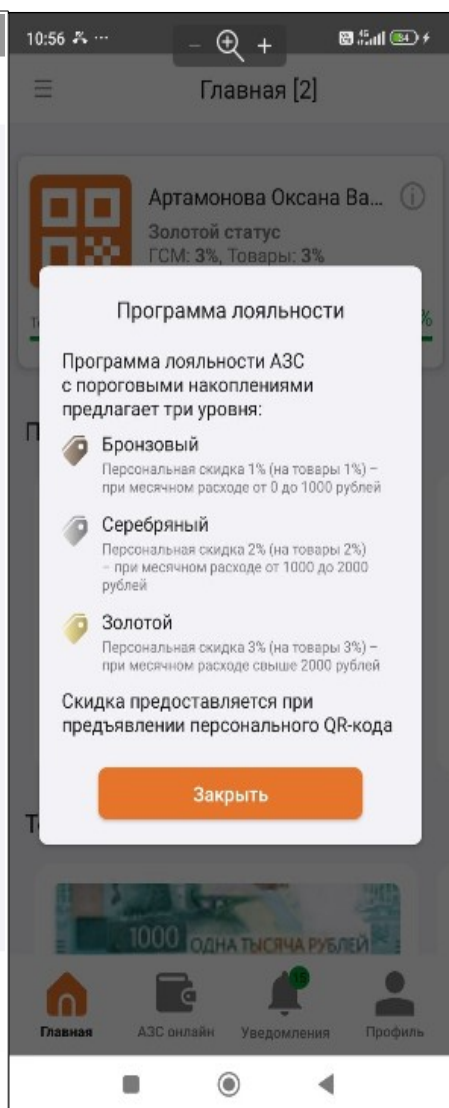 10:56
Главная [2]
Артамонова Оксана Ва...
Золотой статус
ГСМ: 3%, Товары: 3%
Программа лояльности
Программа лояльности АЗС
с пороговыми накоплениями
предлагает три уровня:
Бронзовый
Персональная скидка 1% (на товары 1%) –
при месячном расходе от 0 до 1000 рублей
Серебряный
Персональная скидка 2% (на товары 2%)
– при месячном расходе от 1000 до 2000
рублей
Золотой
Персональная скидка 3% (на товары 3%) –
при месячном расходе свыше 2000 рублей
Скидка предоставляется при
предъявлении персонального QR-кода
Закрыть
1000 ОДНА ТЫСЯЧА РУБЛЕЙ
15
Главная АЗС онлайн Уведомления Профиль